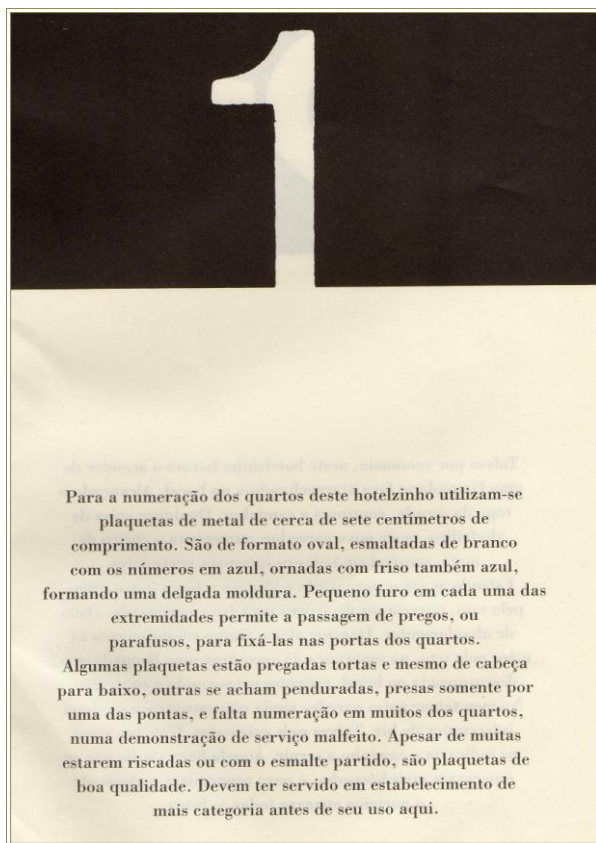 1
Para a numeração dos quartos deste hotelzinho utilizam-se
plaquetas de metal de cerca de sete centímetros de
comprimento. São de formato oval, esmaltadas de branco
com os números em azul, ornadas com friso também azul,
formando uma delgada moldura. Pequeno furo em cada uma das
extremidades permite a passagem de pregos, ou
parafusos, para fixá-las nas portas dos quartos.
Algumas plaquetas estão pregadas tortas e mesmo de cabeça
para baixo, outras se acham penduradas, presas somente por
uma das pontas, e falta numeração em muitos dos quartos,
numa demonstração de serviço malfeito. Apesar de muitas
estarem riscadas ou com o esmalte partido, são plaquetas de
boa qualidade. Devem ter servido em estabelecimento de
mais categoria antes de seu uso aqui.